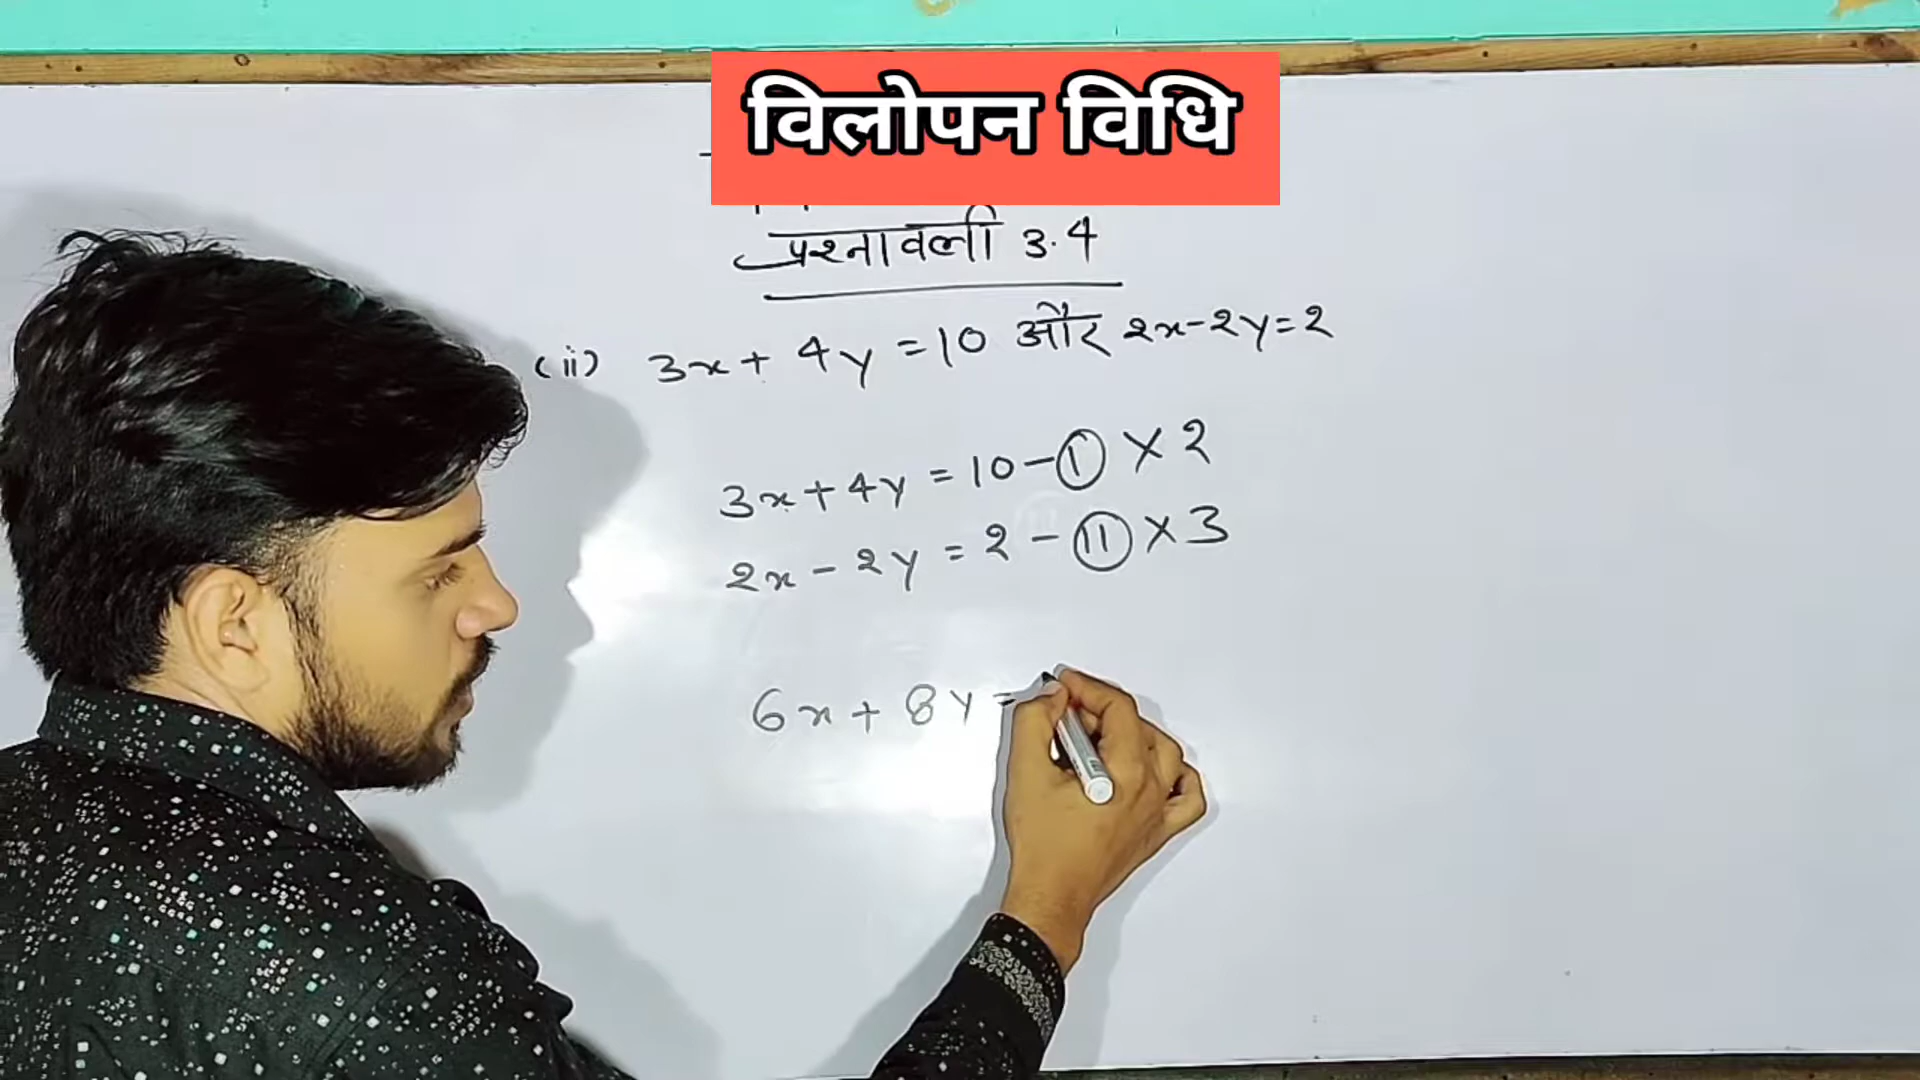 विलोपन विधि
प्रश्नावली 3.4
(ii) 3x + 4y = 10 और 2x-2y=2
3x+4y = 10 - ① × 2
2x - 2y = 2 - ⑪ × 3
6x + 8y =